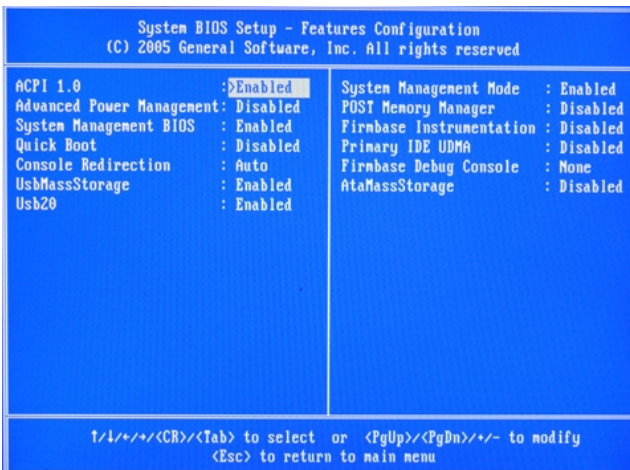 System BIOS Setup - Features Configuration
(C) 2005 General Software, Inc. All rights reserved
ACPI 1.0 :>Enabled
Advanced Power Management: Disabled
System Management BIOS : Enabled
Quick Boot : Disabled
Console Redirection : Auto
UsbMassStorage : Enabled
Usb20 : Enabled
System Management Mode : Enabled
POST Memory Manager : Disabled
Firmbase Instrumentation : Disabled
Primary IDE UDMA : Disabled
Firmbase Debug Console : None
AtaMassStorage : Disabled
↑/↓/←/→/<CR>/<Tab> to select or <PgUp>/<PgDn>/+/- to modify
<Esc> to return to main menu